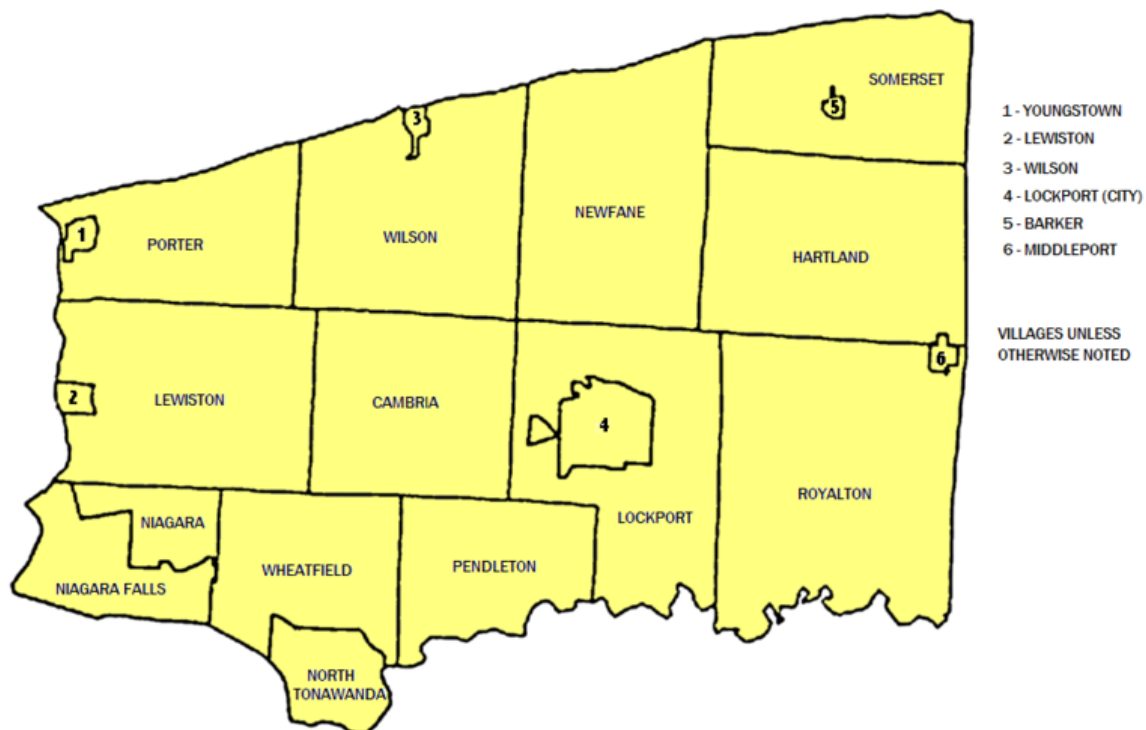 SOMERSET
5
3
1 - YOUNGSTOWN
2 - LEWISTON
3 - WILSON
4 - LOCKPORT (CITY)
5 - BARKER
6 - MIDDLEPORT
NEWFANE
1
PORTER
WILSON
HARTLAND
VILLAGES UNLESS
OTHERWISE NOTED
6
2
LEWISTON
CAMBRIA
4
ROYALTON
NIAGARA
LOCKPORT
NIAGARA FALLS
WHEATFIELD
PENDLETON
NORTH
TONAWANDA